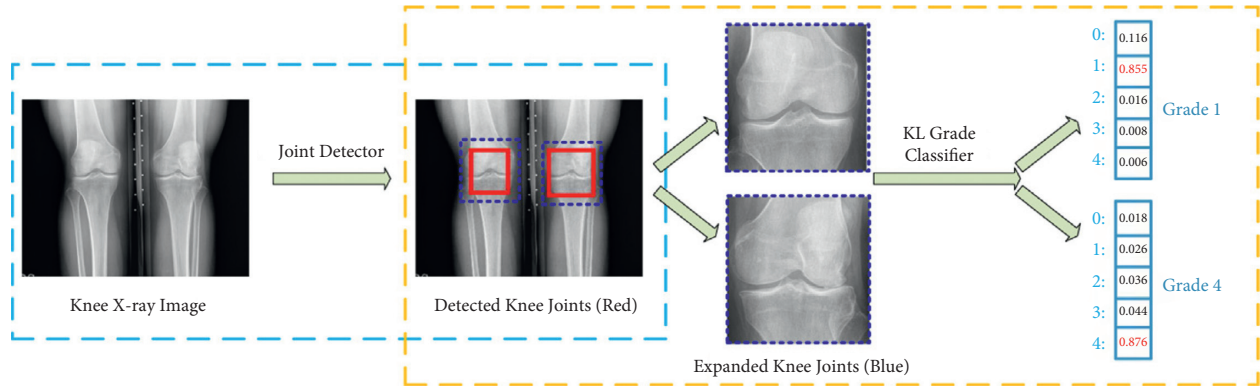 Knee X-ray Image
Joint Detector
Detected Knee Joints (Red)
Expanded Knee Joints (Blue)
KL Grade
Classifier
0: 0.116
1: 0.855
2: 0.016
3: 0.008
4: 0.006
Grade 1
0: 0.018
1: 0.026
2: 0.036
3: 0.044
4: 0.876
Grade 4